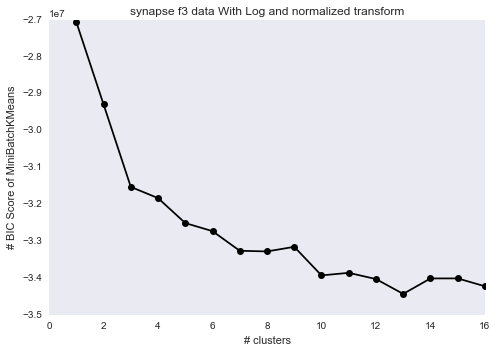 synapse f3 data With Log and normalized transform
1e7
−2.7
−2.8
−2.9
−3.0
−3.1
−3.2
−3.3
−3.4
−3.5
# BIC Score of MiniBatchKMeans
0 2 4 6 8 10 12 14 16
# clusters